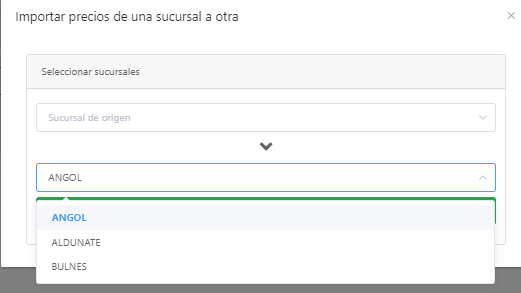 Importar precios de una sucursal a otra
Seleccionar sucursales
Sucursal de origen
ANGOL
ANGOL
ALDUNATE
BULNES